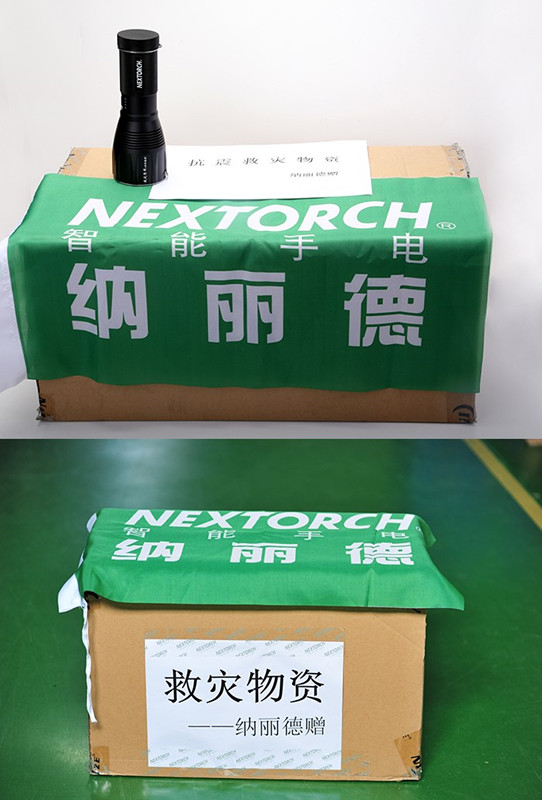 NEXTORCH.
抗震救灾物资
纳丽德赠
NEXTORCH®
智能手电
纳丽德
NEXTORCH
智能手电
纳丽德
救灾物资
——纳丽德赠